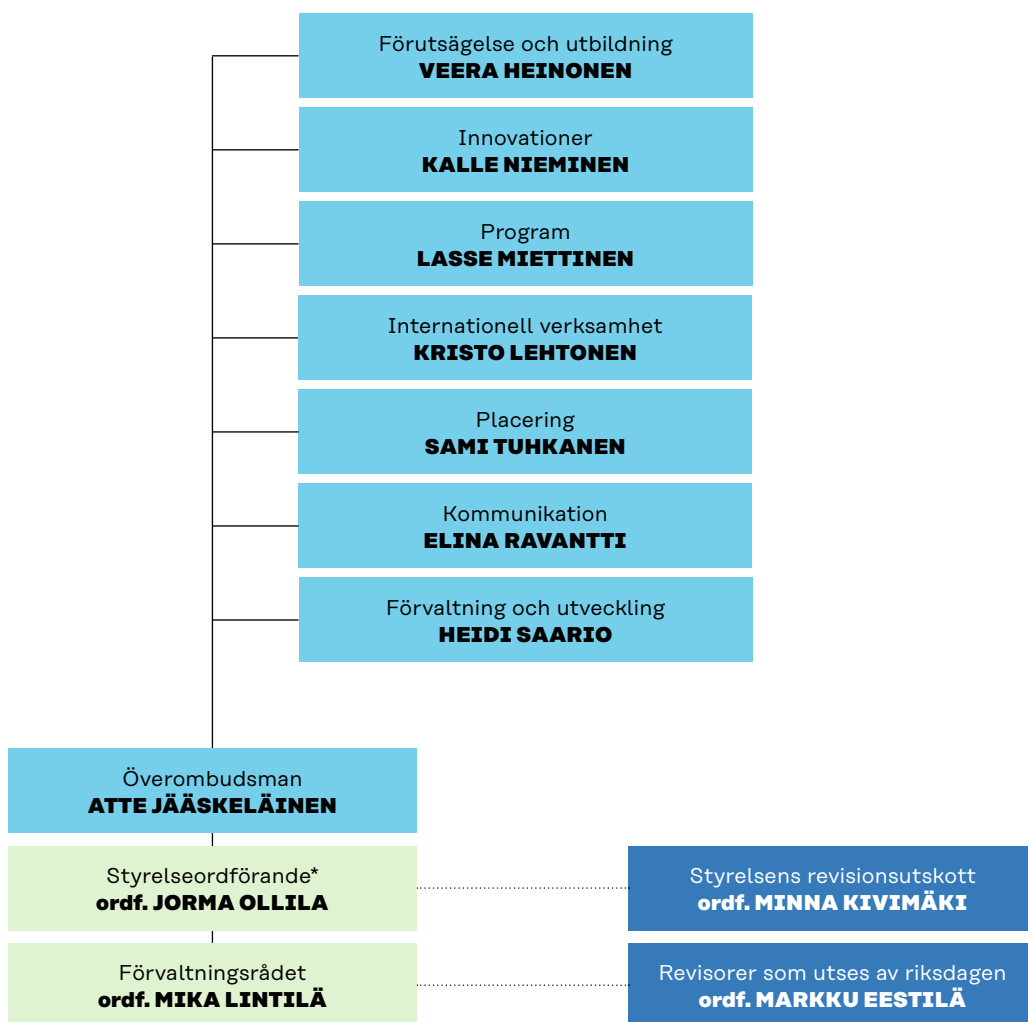 Förutsägelse och utbildning
VEERA HEINONEN
Innovationer
KALLE NIEMINEN
Program
LASSE MIETTINEN
Internationell verksamhet
KRISTO LEHTONEN
Placering
SAMI TUHKANEN
Kommunikation
ELINA RAVANTTI
Förvaltning och utveckling
HEIDI SAARIO
Överombudsman
ATTE JÄÄSKELÄINEN
Styrelseordförande*
ordf. JORMA OLLILA
Styrelsens revisionsutskott
ordf. MINNA KIVIMÄKI
Förvaltningsrådet
ordf. MIKA LINTILÄ
Revisorer som utses av riksdagen
ordf. MARKKU EESTILÄ